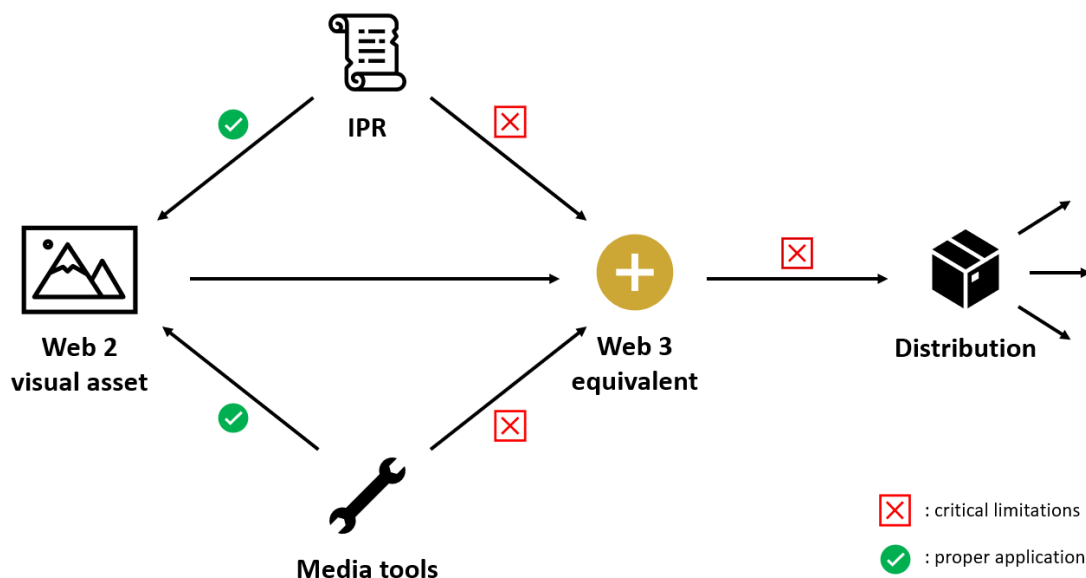 IPR
Web 2
visual asset
Web 3
equivalent
Distribution
Media tools
: critical limitations
: proper application